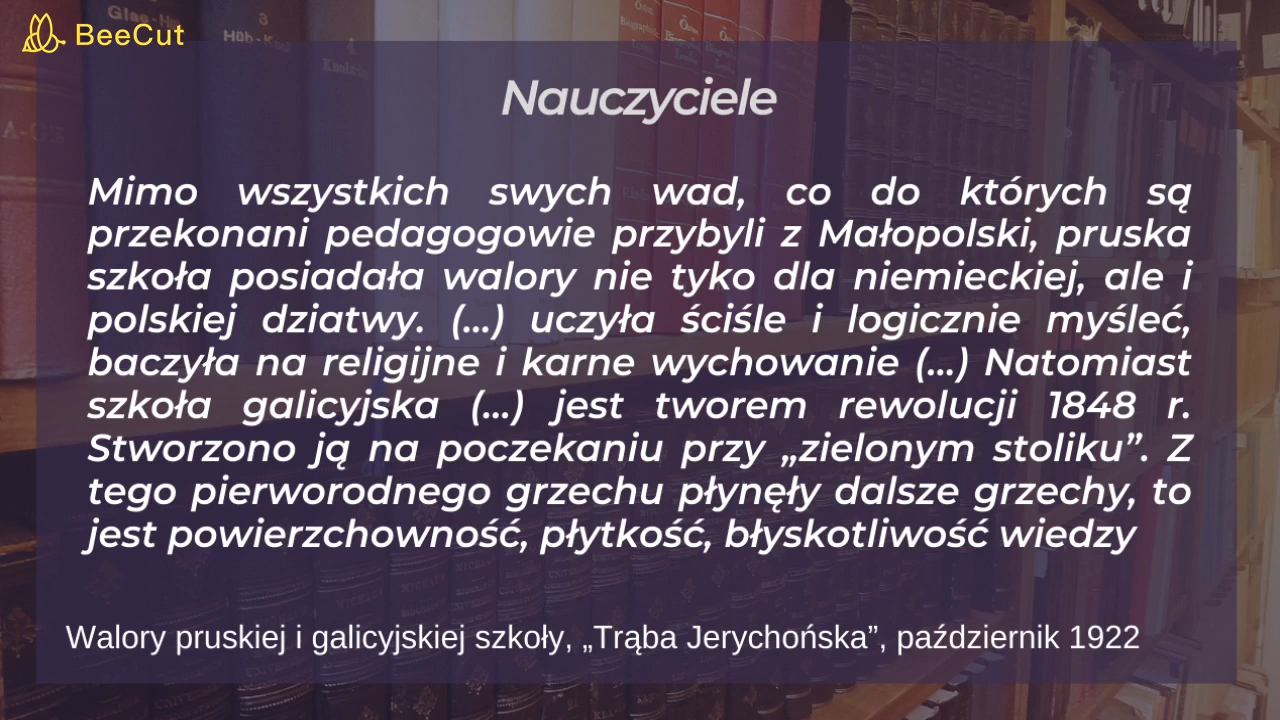 BeeCut
Nauczyciele
Mimo wszystkich swych wad, co do których są
przekonani pedagogowie przybyli z Małopolski, pruska
szkoła posiadała walory nie tyko dla niemieckiej, ale i
polskiej dziatwy. (...) uczyła ściśle i logicznie myśleć,
baczyła na religijne i karne wychowanie (...) Natomiast
szkoła galicyjska (...) jest tworem rewolucji 1848 r.
Stworzono ją na poczekaniu przy „zielonym stoliku”. Z
tego pierworodnego grzechu płynęły dalsze grzechy, to
jest powierzchowność, płytkość, błyskotliwość wiedzy
Walory pruskiej i galicyjskiej szkoły, „Trąba Jerychońska”, październik 1922